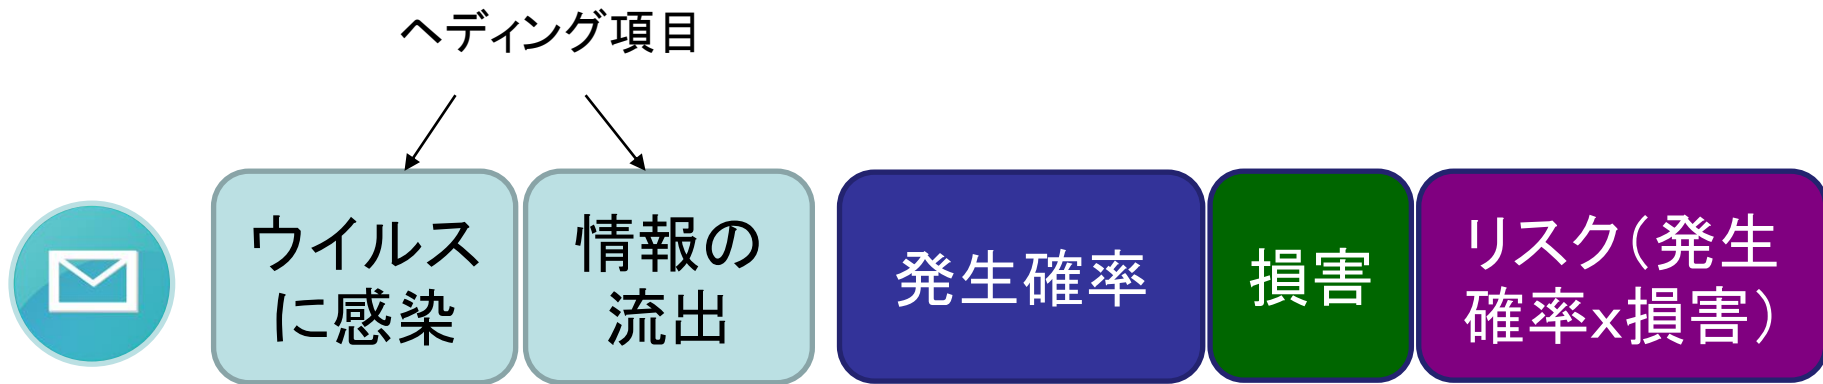 ヘディング項目
ウイルス
に感染
情報の
流出
発生確率
損害
リスク（発生
確率x損害）